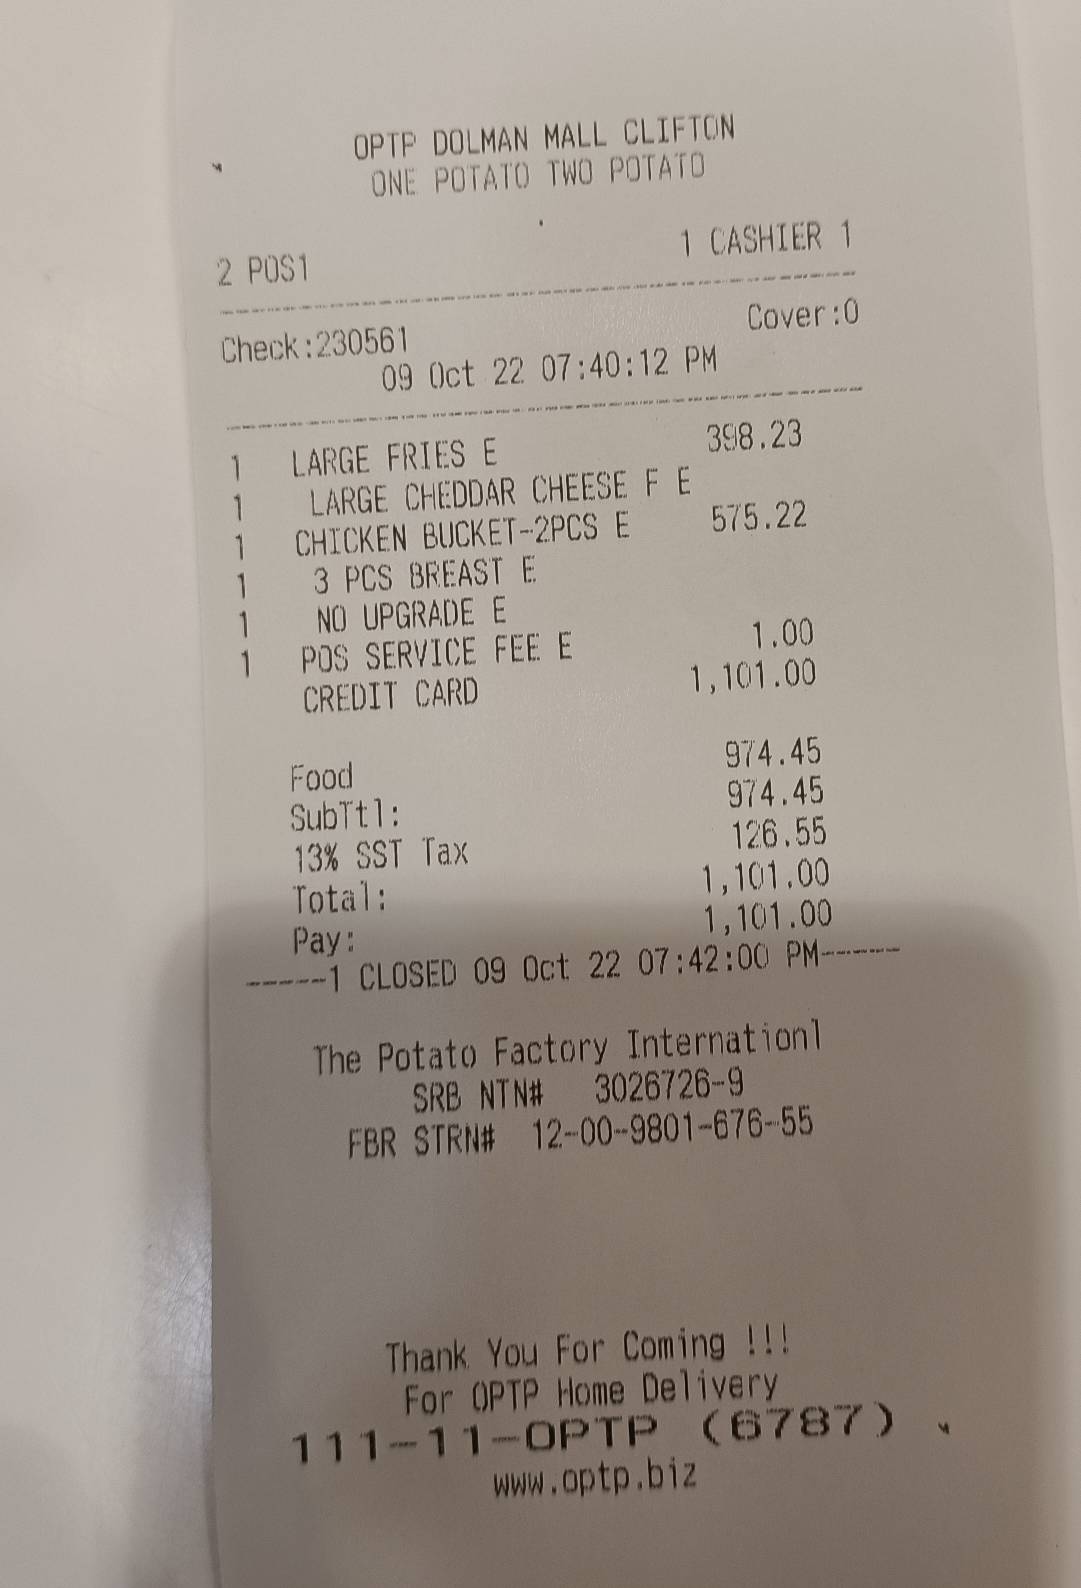 OPTP DOLMAN MALL CLIFTON
ONE POTATO TWO POTATO
2 POS1 1 CASHIER 1
Check:230561 Cover:0
09 Oct 22 07:40:12 PM
1 LARGE FRIES E 398.23
1 LARGE CHEDDAR CHEESE F E
1 CHICKEN BUCKET-2PCS E 575.22
1 3 PCS BREAST E
1 NO UPGRADE E
1 POS SERVICE FEE E 1.00
CREDIT CARD 1,101.00
Food 974.45
SubTtl: 974.45
13% SST Tax 126.55
Total: 1,101.00
Pay: 1,101.00
-----1 CLOSED 09 Oct 22 07:42:00 PM-----
The Potato Factory Internationl
SRB NTN# 3026726-9
FBR STRN# 12-00-9801-676-55
Thank You For Coming !!!
For OPTP Home Delivery
111-11-OPTP (6787)
www.optp.biz